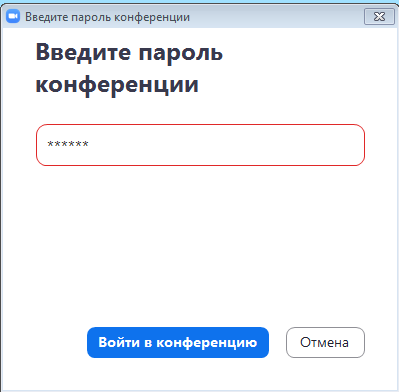 Введите пароль конференции
Введите пароль
конференции
******
Войти в конференцию
Отмена